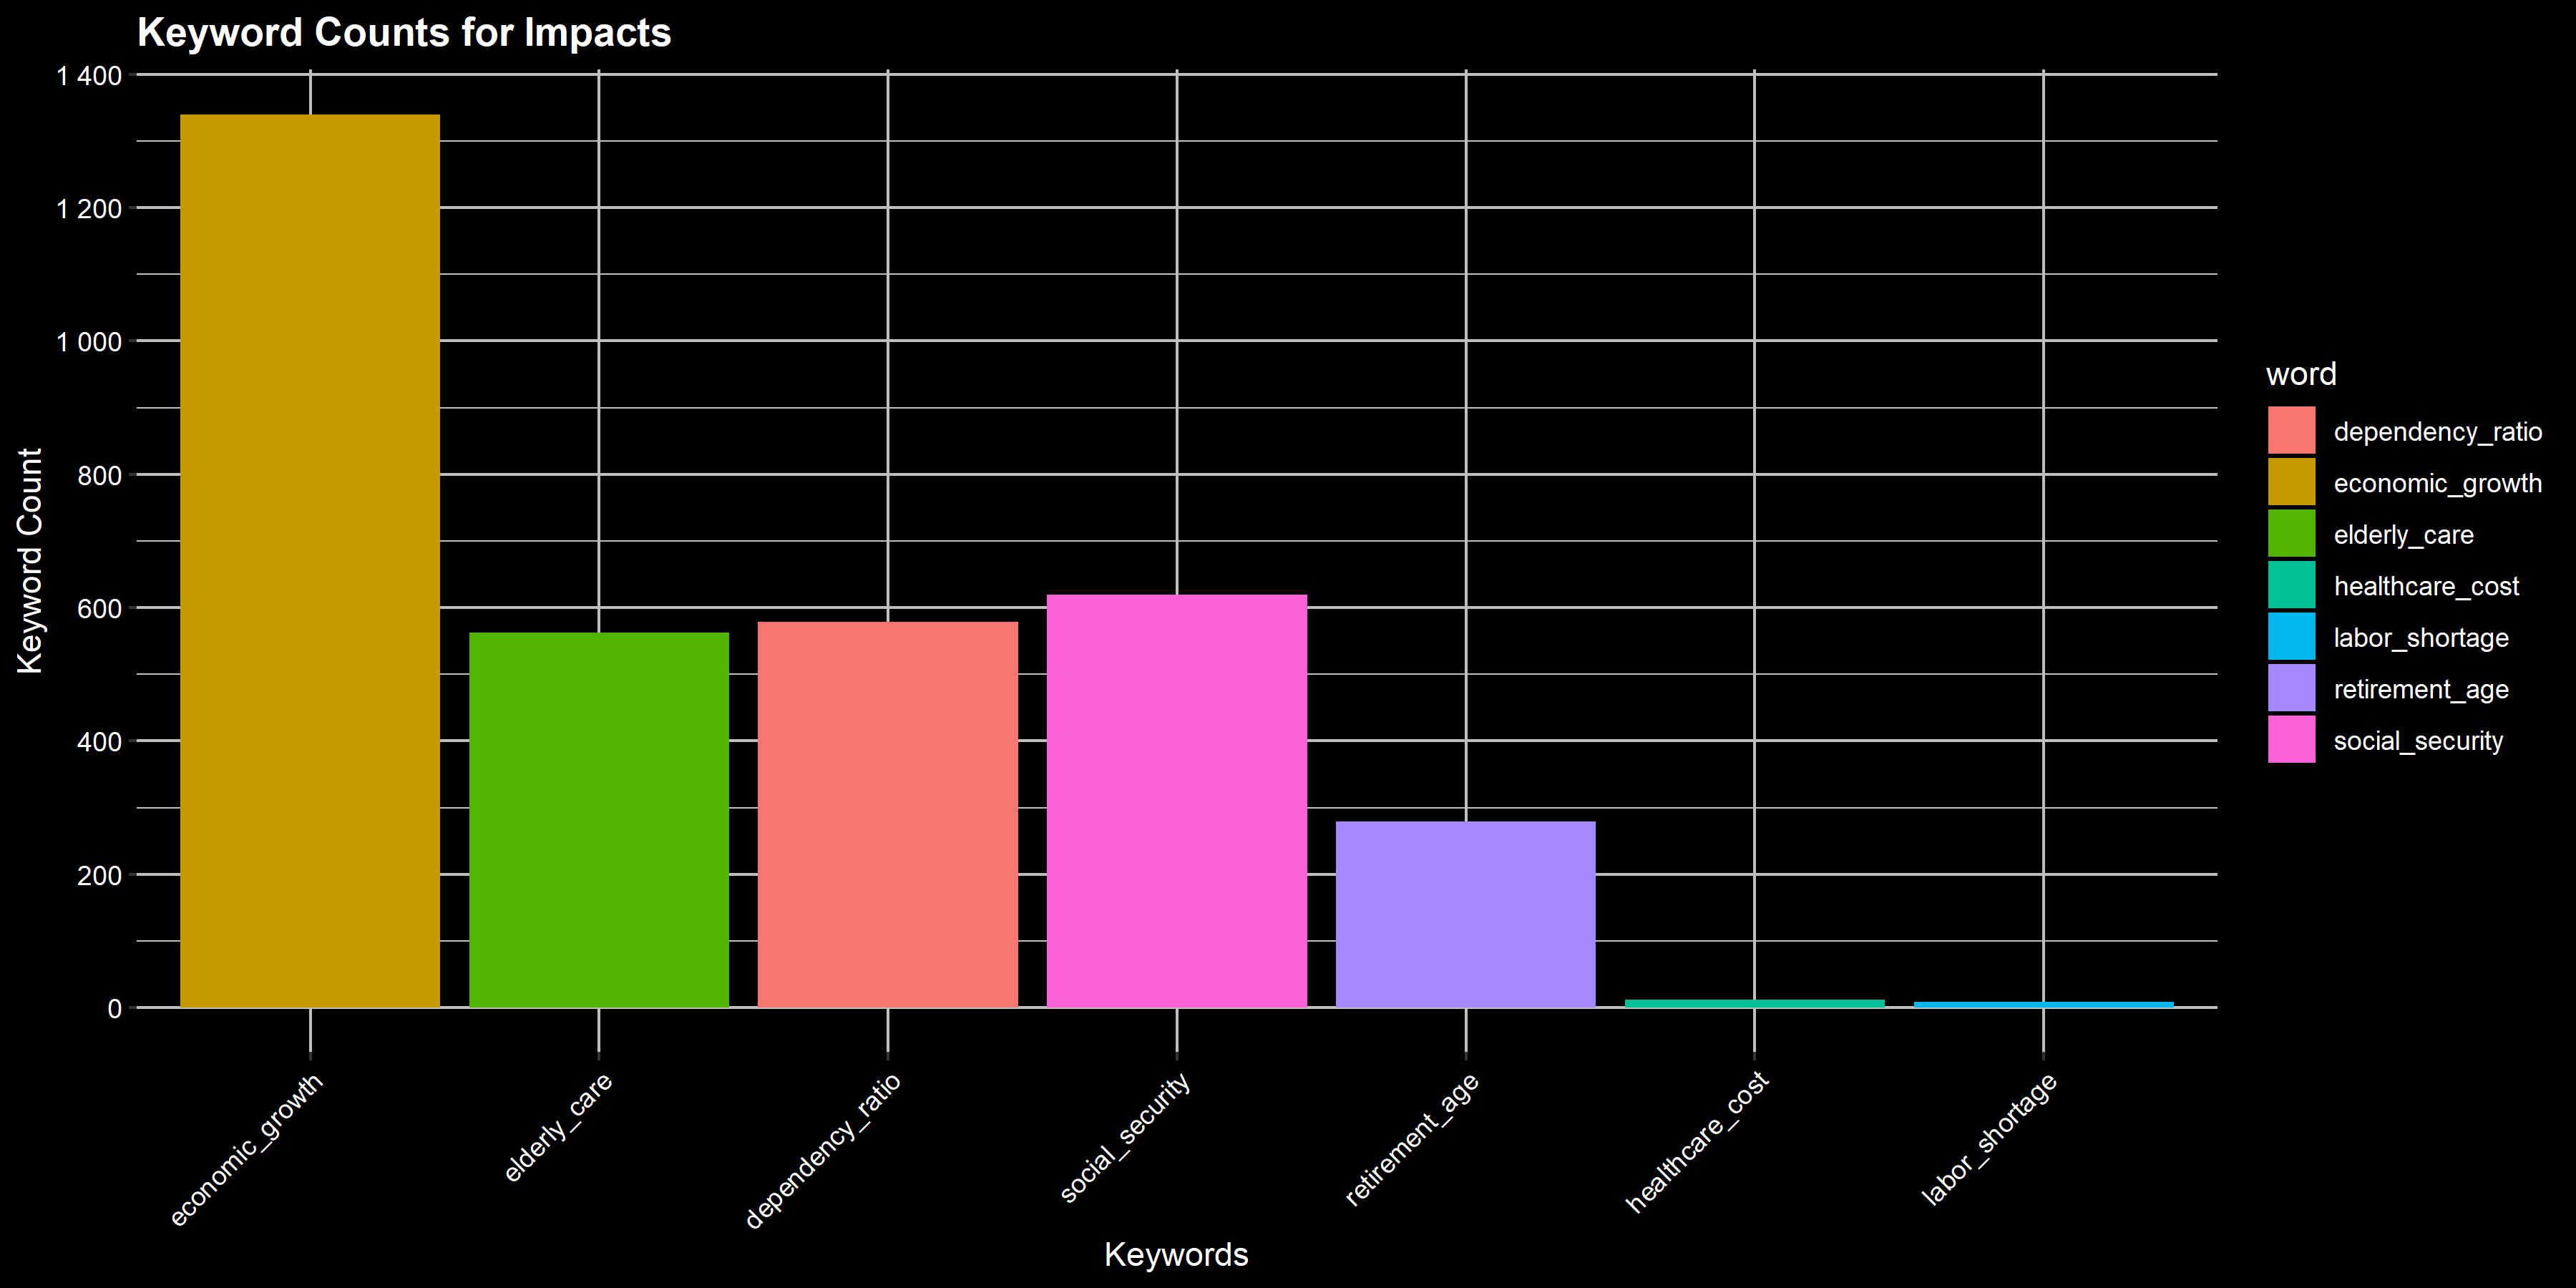 Keyword Counts for Impacts
1 400
1 200
1 000
800
600
400
200
0
Keyword Count
economic_growth
elderly_care
dependency_ratio
social_security
retirement_age
healthcare_cost
labor_shortage
Keywords
word
dependency_ratio
economic_growth
elderly_care
healthcare_cost
labor_shortage
retirement_age
social_security